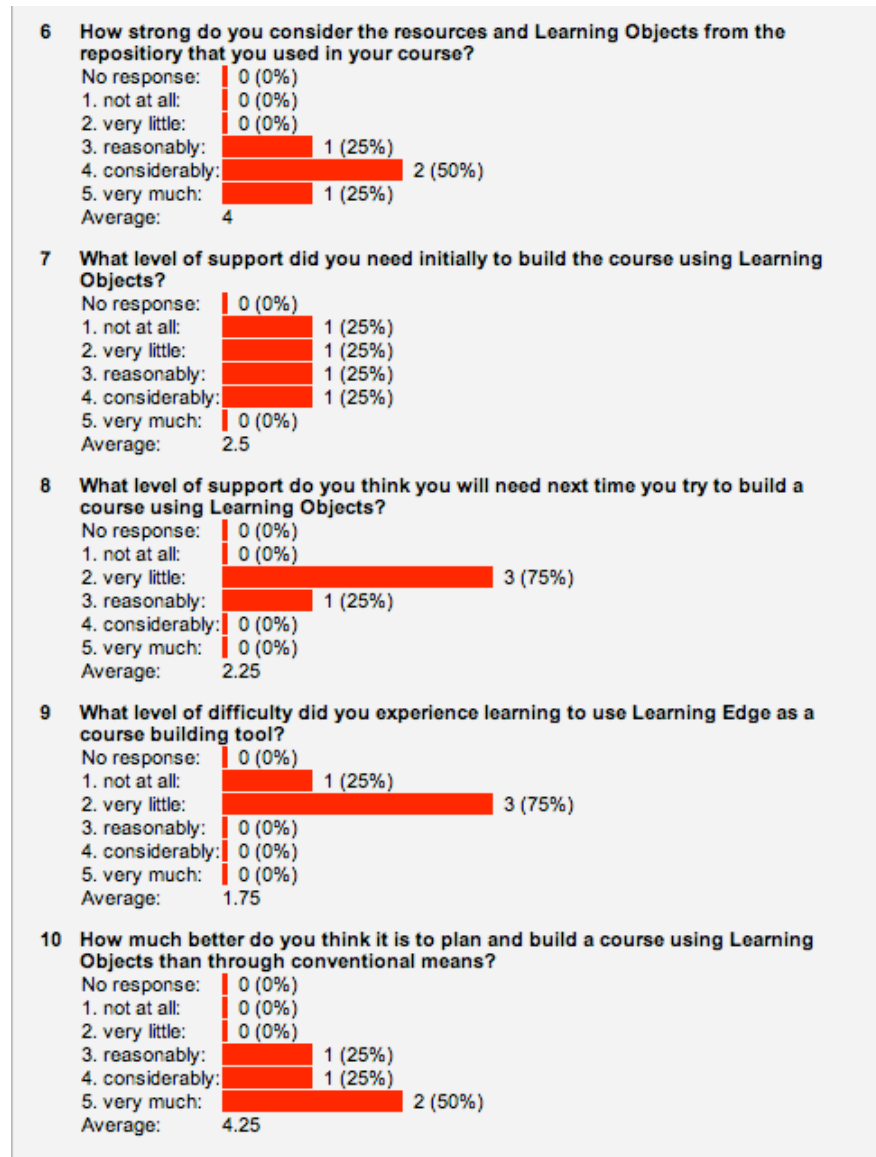 6 How strong do you consider the resources and Learning Objects from the
repositiory that you used in your course?
No response: 0 (0%)
1. not at all: 0 (0%)
2. very little: 0 (0%)
3. reasonably: 1 (25%)
4. considerably: 2 (50%)
5. very much: 1 (25%)
Average: 4
7 What level of support did you need initially to build the course using Learning
Objects?
No response: 0 (0%)
1. not at all: 1 (25%)
2. very little: 1 (25%)
3. reasonably: 1 (25%)
4. considerably: 1 (25%)
5. very much: 0 (0%)
Average: 2.5
8 What level of support do you think you will need next time you try to build a
course using Learning Objects?
No response: 0 (0%)
1. not at all: 0 (0%)
2. very little: 3 (75%)
3. reasonably: 1 (25%)
4. considerably: 0 (0%)
5. very much: 0 (0%)
Average: 2.25
9 What level of difficulty did you experience learning to use Learning Edge as a
course building tool?
No response: 0 (0%)
1. not at all: 1 (25%)
2. very little: 3 (75%)
3. reasonably: 0 (0%)
4. considerably: 0 (0%)
5. very much: 0 (0%)
Average: 1.75
10 How much better do you think it is to plan and build a course using Learning
Objects than through conventional means?
No response: 0 (0%)
1. not at all: 0 (0%)
2. very little: 0 (0%)
3. reasonably: 1 (25%)
4. considerably: 1 (25%)
5. very much: 2 (50%)
Average: 4.25